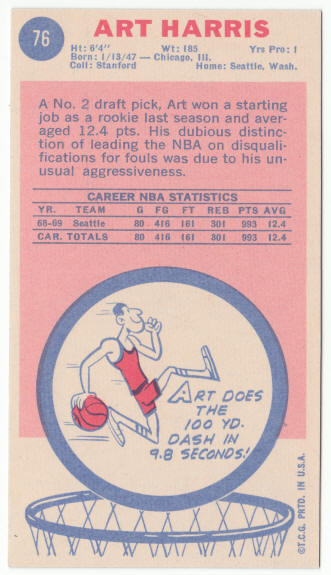 76
ART HARRIS
Ht: 6'4" Wt: 185 Yrs Pro: 1
Born: 1/13/47 — Chicago, Ill.
Coll: Stanford Home: Seattle, Wash.
A No. 2 draft pick, Art won a starting
job as a rookie last season and aver-
aged 12.4 pts. His dubious distinc-
tion of leading the NBA on disquali-
fications for fouls was due to his un-
usual aggressiveness.
CAREER NBA STATISTICS
YR. TEAM G FG FT REB PTS AVG
68-69 Seattle 80 416 161 301 993 12.4
CAR. TOTALS 80 416 161 301 993 12.4
ART DOES
THE
100 YD.
DASH IN
9.8 SECONDS!
©T.C.G. PRTD. IN U.S.A.